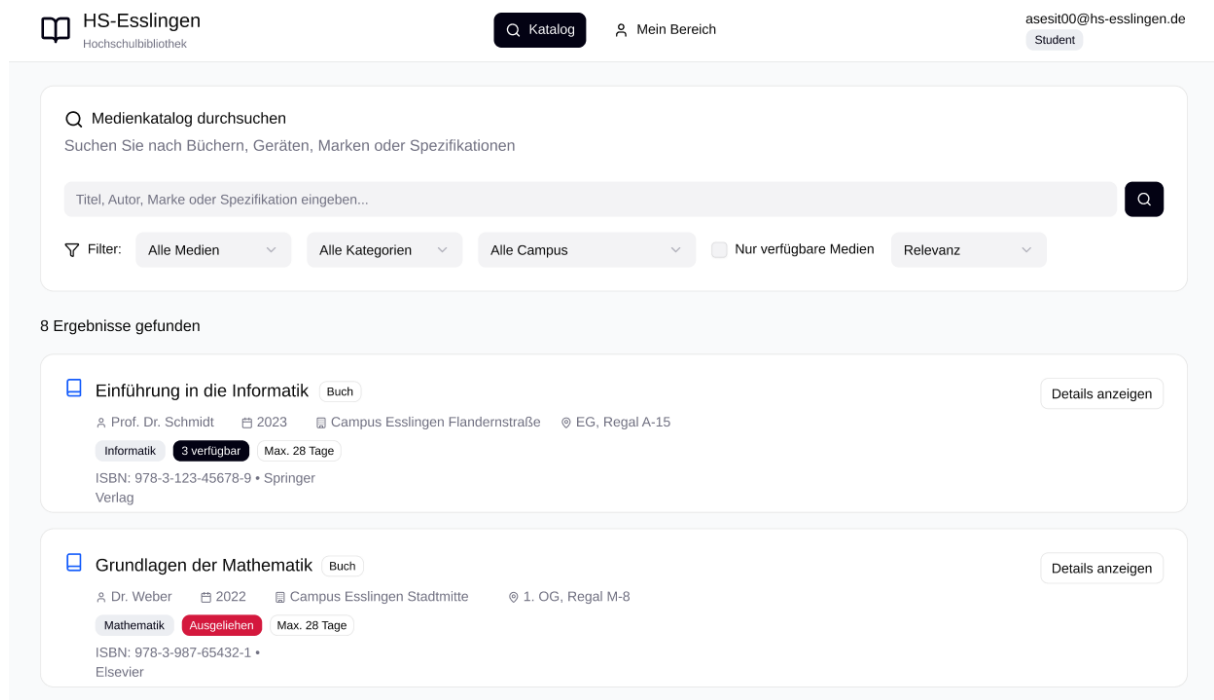 HS-Esslingen
Hochschulbibliothek
Katalog
Mein Bereich
asesit00@hs-esslingen.de
Student
Medienkatalog durchsuchen
Suchen Sie nach Büchern, Geräten, Marken oder Spezifikationen
Titel, Autor, Marke oder Spezifikation eingeben...
Filter: Alle Medien Alle Kategorien Alle Campus Nur verfügbare Medien Relevanz
8 Ergebnisse gefunden
Einführung in die Informatik Buch
Details anzeigen
Prof. Dr. Schmidt 2023 Campus Esslingen Flandernstraße EG, Regal A-15
Informatik 3 verfügbar Max. 28 Tage
ISBN: 978-3-123-45678-9 • Springer
Verlag
Grundlagen der Mathematik Buch
Details anzeigen
Dr. Weber 2022 Campus Esslingen Stadtmitte 1. OG, Regal M-8
Mathematik Ausgeliehen Max. 28 Tage
ISBN: 978-3-987-65432-1 •
Elsevier